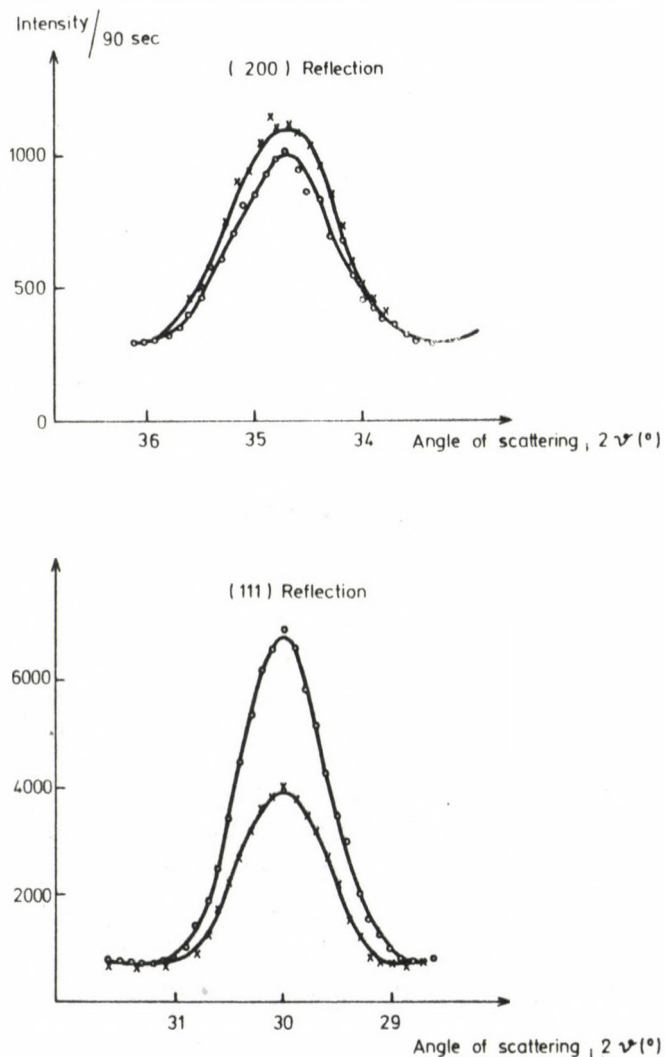 Intensity/90 sec
(200) Reflection
1000
500
0
36 35 34 Angle of scattering, 2 ϑ (°)
(111) Reflection
6000
4000
2000
31 30 29
Angle of scattering, 2 ϑ (°)